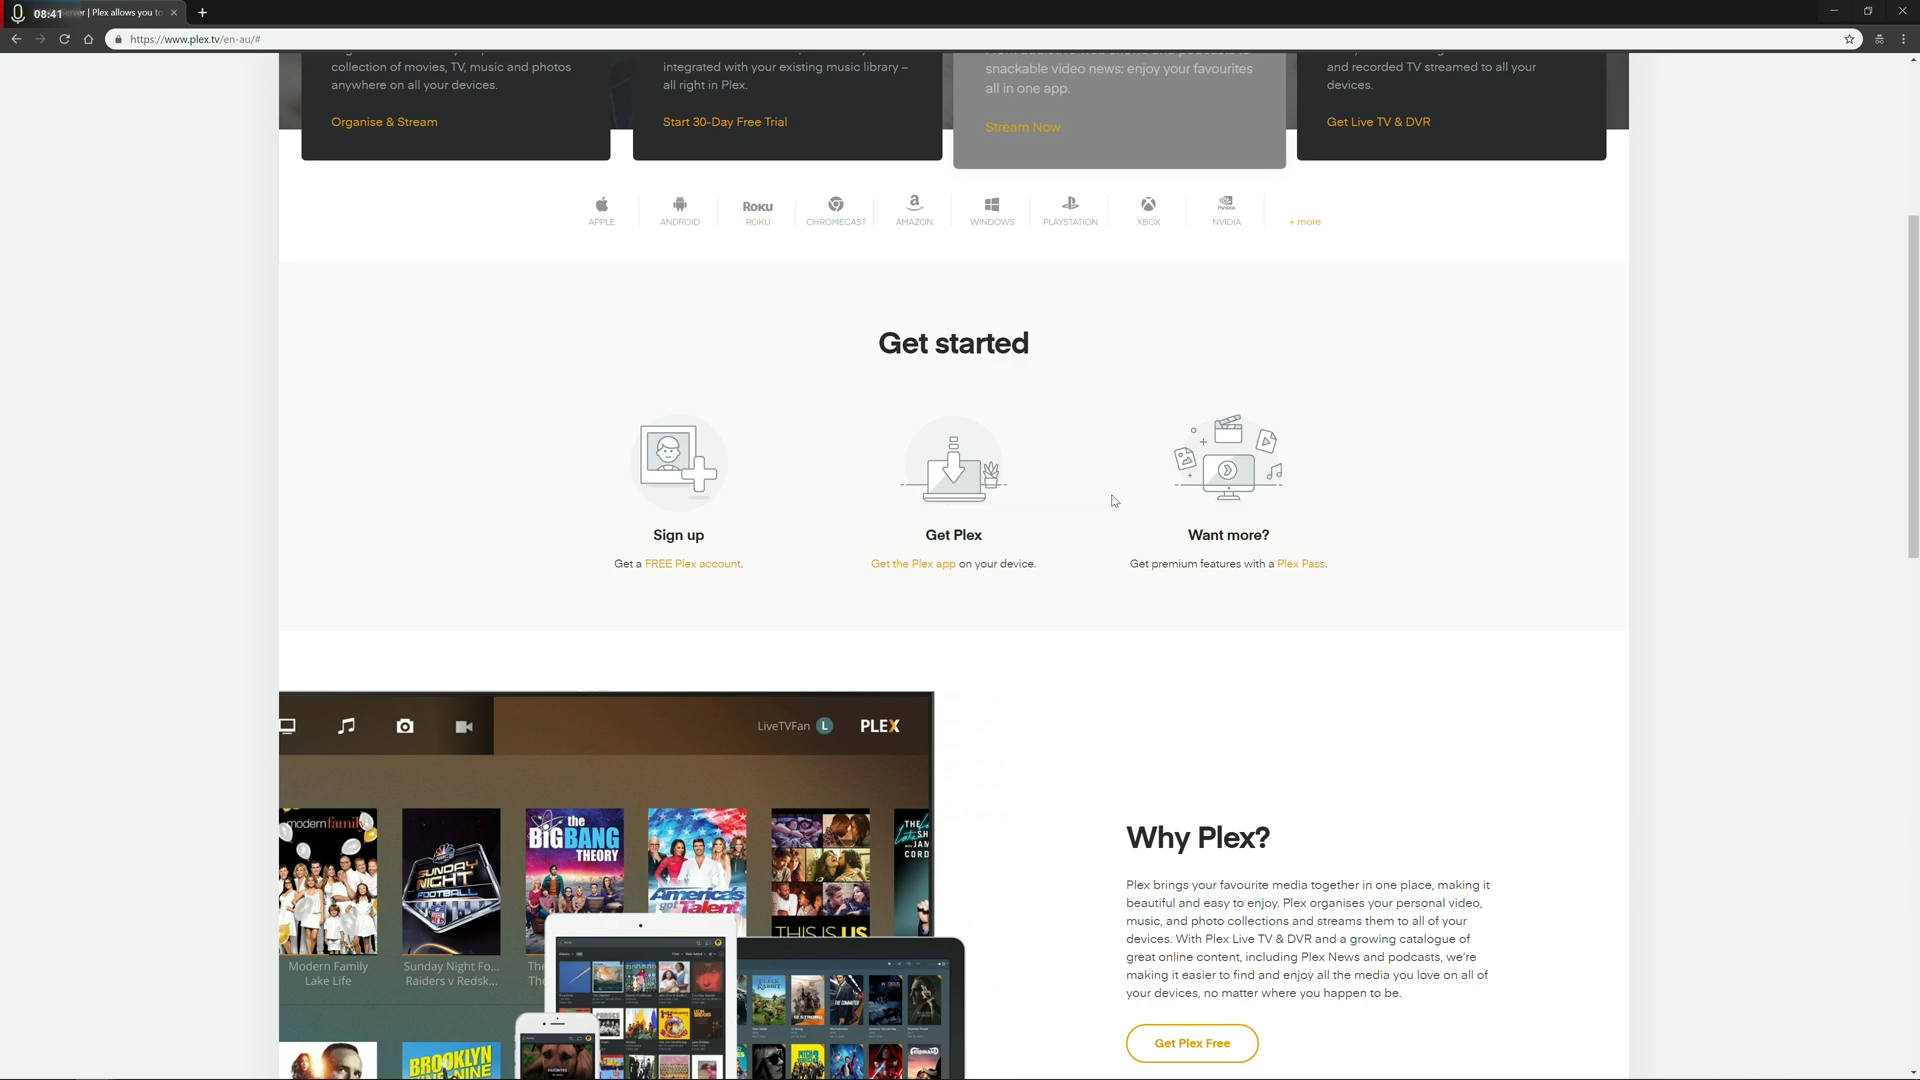 08:41
| Plex allows you to
https://www.plex.tv/en-au/#
collection of movies, TV, music and photos
anywhere on all your devices.
Organise & Stream
integrated with your existing music library –
all right in Plex.
Start 30-Day Free Trial
snackable video news: enjoy your favourites
all in one app.
Stream Now
and recorded TV streamed to all your
devices.
Get Live TV & DVR
ROKU
NVIDIA
APPLE
ANDROID
ROKU
CHROMECAST
AMAZON
WINDOWS
PLAYSTATION
XBOX
NVIDIA
+ more
Get started
Sign up
Get a FREE Plex account.
Get Plex
Get the Plex app on your device.
Want more?
Get premium features with a Plex Pass.
LiveTVFan L PLEX
modern family
SUNDAY
NIGHT
FOOTBALL
the
BIG BANG
THEORY
America's
got Talent
THIS IS US
Modern Family
Lake Life
Sunday Night Fo...
Raiders v Redsk...
BROOKLYN
Why Plex?
Plex brings your favourite media together in one place, making it
beautiful and easy to enjoy. Plex organises your personal video,
music, and photo collections and streams them to all of your
devices. With Plex Live TV & DVR and a growing catalogue of
great online content, including Plex News and podcasts, we're
making it easier to find and enjoy all the media you love on all of
your devices, no matter where you happen to be.
Get Plex Free